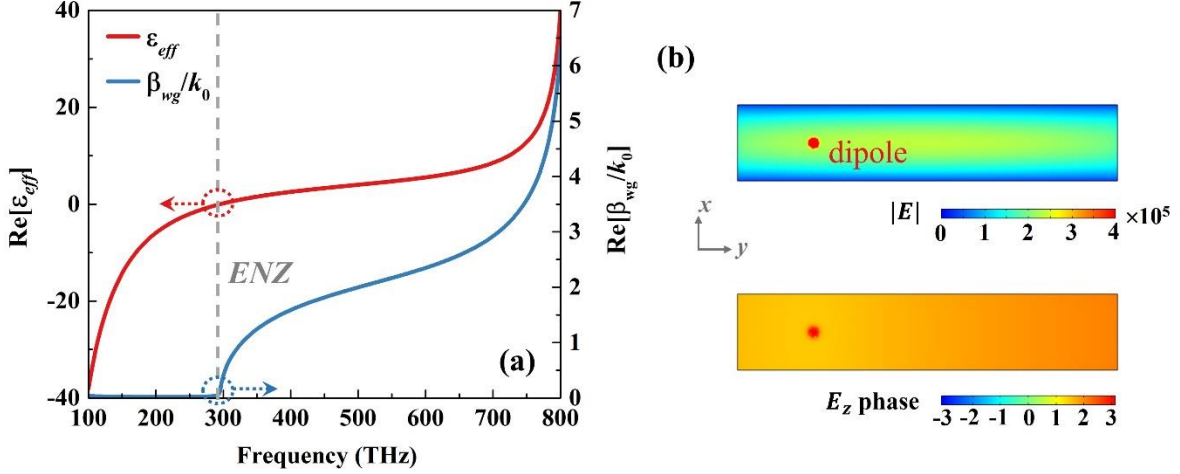 40
20
0
-20
-40
Re[ε_eff]
ε_eff
β_wg/k_0
ENZ
(a)
100 200 300 400 500 600 700 800
Frequency (THz)
7
6
5
4
3
2
1
0
Re[β_wg/k_0]
(b)
dipole
|E|
×10^5
0 1 2 3 4
x
y
E_z phase
-3 -2 -1 0 1 2 3